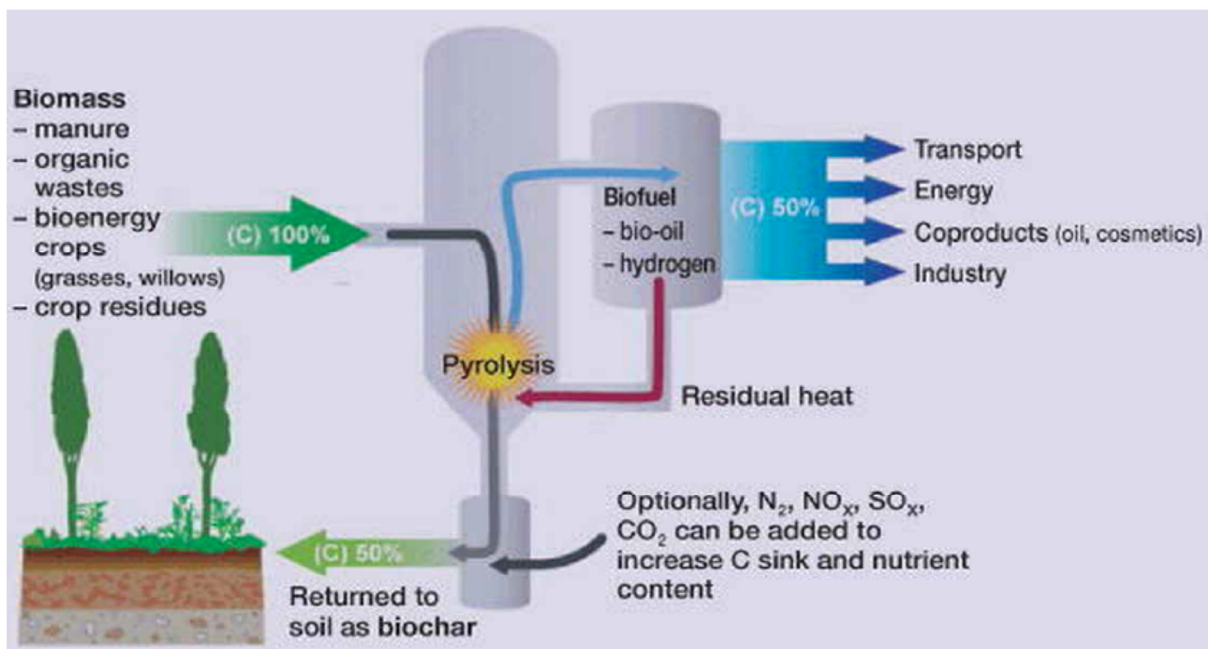 Biomass
– manure
– organic
wastes
– bioenergy
crops
(grasses, willows)
– crop residues
(C) 100%
Pyrolysis
Biofuel
– bio-oil
– hydrogen
(C) 50%
Transport
Energy
Coproducts (oil, cosmetics)
Industry
Residual heat
Optionally, N₂, NOₓ, SOₓ,
CO₂ can be added to
increase C sink and nutrient
content
(C) 50%
Returned to
soil as biochar